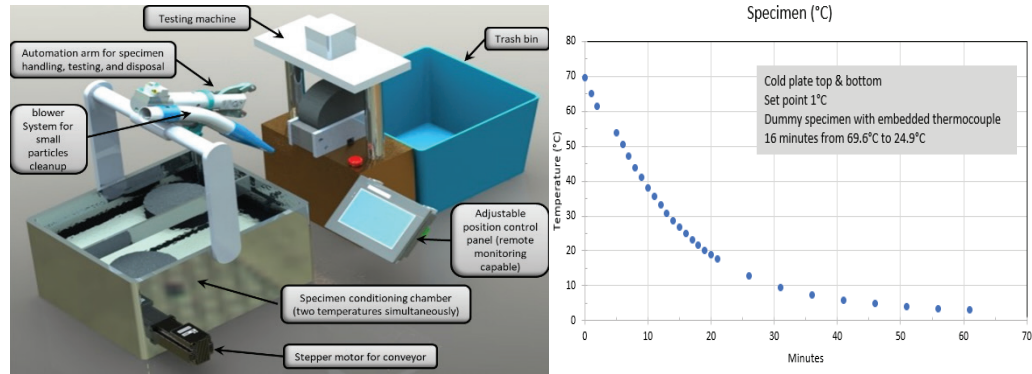 Testing machine
Trash bin
Automation arm for specimen
handling, testing, and disposal
blower
System for
small
particles
cleanup
Adjustable
position control
panel (remote
monitoring
capable)
Specimen conditioning chamber
(two temperatures simultaneously)
Stepper motor for conveyor
Specimen (°C)
Cold plate top & bottom
Set point 1°C
Dummy specimen with embedded thermocouple
16 minutes from 69.6°C to 24.9°C
Temperature (°C)
80
70
60
50
40
30
20
10
0
0 10 20 30 40 50 60 70
Minutes